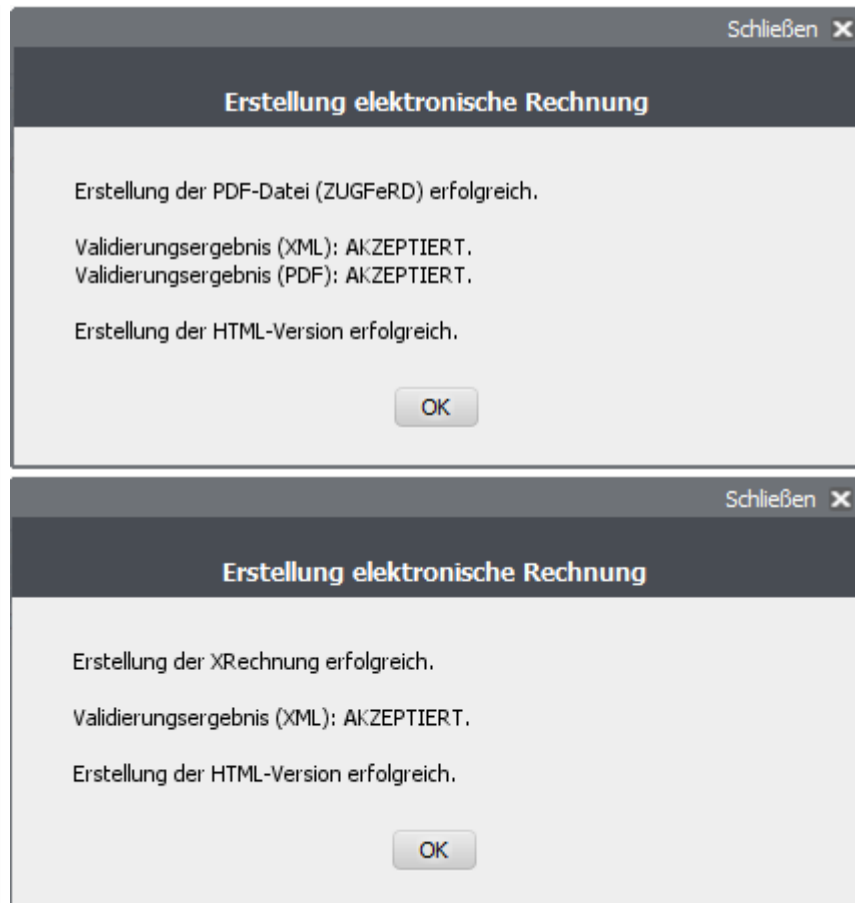 Schließen
Erstellung elektronische Rechnung
Erstellung der PDF-Datei (ZUGFeRD) erfolgreich.
Validierungsergebnis (XML): AKZEPTIERT.
Validierungsergebnis (PDF): AKZEPTIERT.
Erstellung der HTML-Version erfolgreich.
OK
Schließen
Erstellung elektronische Rechnung
Erstellung der XRechnung erfolgreich.
Validierungsergebnis (XML): AKZEPTIERT.
Erstellung der HTML-Version erfolgreich.
OK